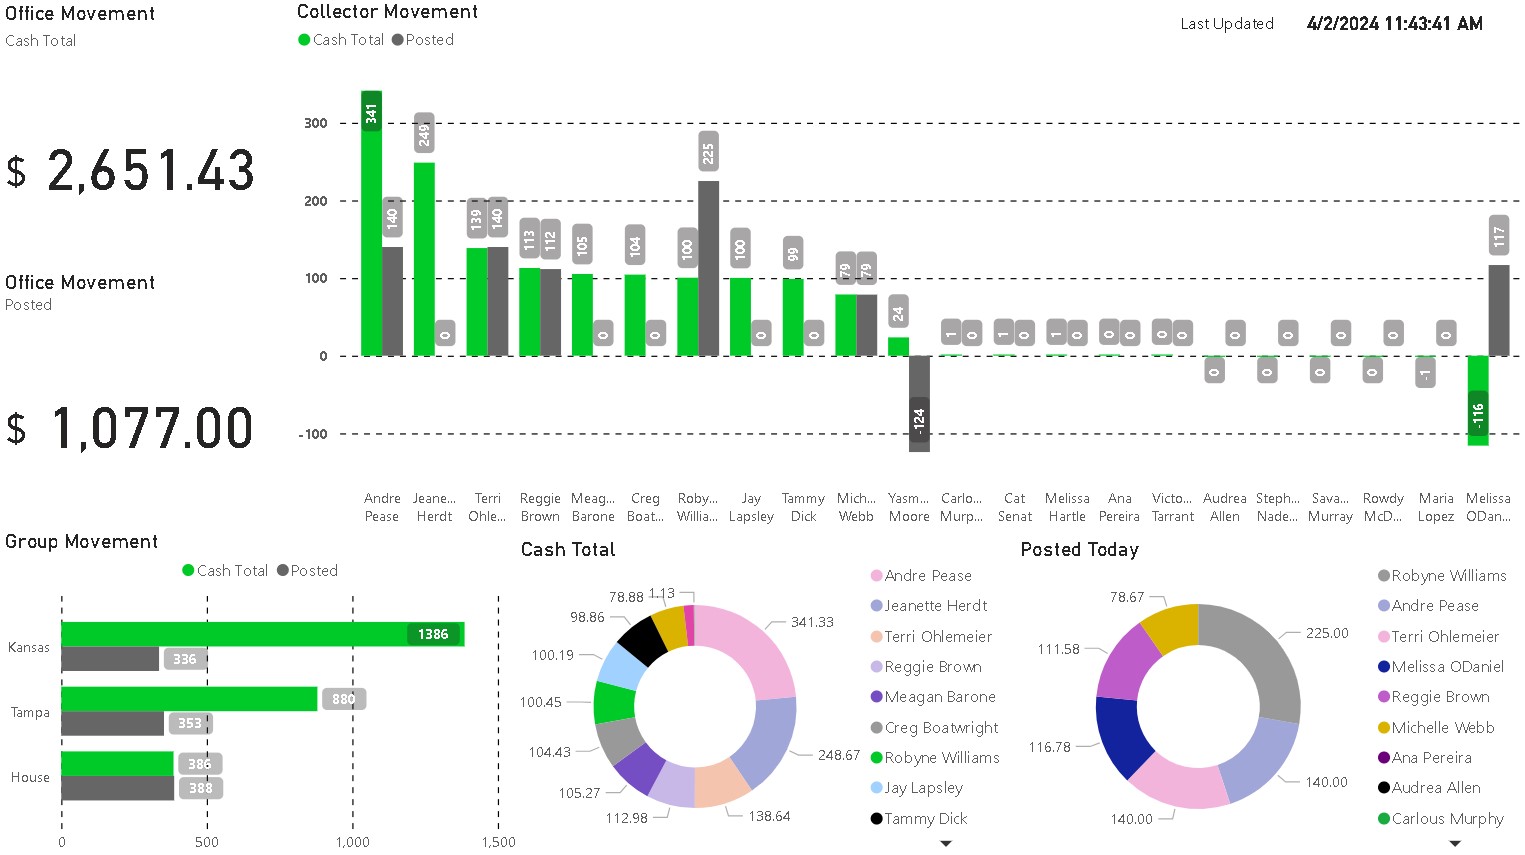 Office Movement
Cash Total
$ 2,651.43
Office Movement
Posted
$ 1,077.00
Collector Movement
Cash Total Posted
Last Updated 4/2/2024 11:43:41 AM
300
200
100
0
-100
341 140 249 0 139 140 113 112 105 0 104 0 100 225 100 0 99 0 79 79 24 -124 1 0 1 0 1 0 0 0 0 0 0 0 0 0 0 0 0 0 -1 0 -116 117
Andre Pease
Jeane... Herdt
Terri Ohle...
Reggie Brown
Meag... Barone
Creg Boat...
Roby... Willia...
Jay Lapsley
Tammy Dick
Mich... Webb
Yasm... Moore
Carlo... Murp...
Cat Senat
Melissa Hartle
Ana Pereira
Victo... Tarrant
Audrea Allen
Steph... Nade...
Sava... Murray
Rowdy McD...
Maria Lopez
Melissa ODan...
Group Movement
Cash Total Posted
Kansas 1386
336
Tampa 880
353
House 386
388
0 500 1,000 1,500
Cash Total
341.33
248.67
138.64
112.98
105.27
104.43
100.45
100.19
98.86
78.88
1.13
Andre Pease
Jeanette Herdt
Terri Ohlemeier
Reggie Brown
Meagan Barone
Creg Boatwright
Robyne Williams
Jay Lapsley
Tammy Dick
Posted Today
225.00
140.00
140.00
116.78
111.58
78.67
Robyne Williams
Andre Pease
Terri Ohlemeier
Melissa ODaniel
Reggie Brown
Michelle Webb
Ana Pereira
Audrea Allen
Carlous Murphy